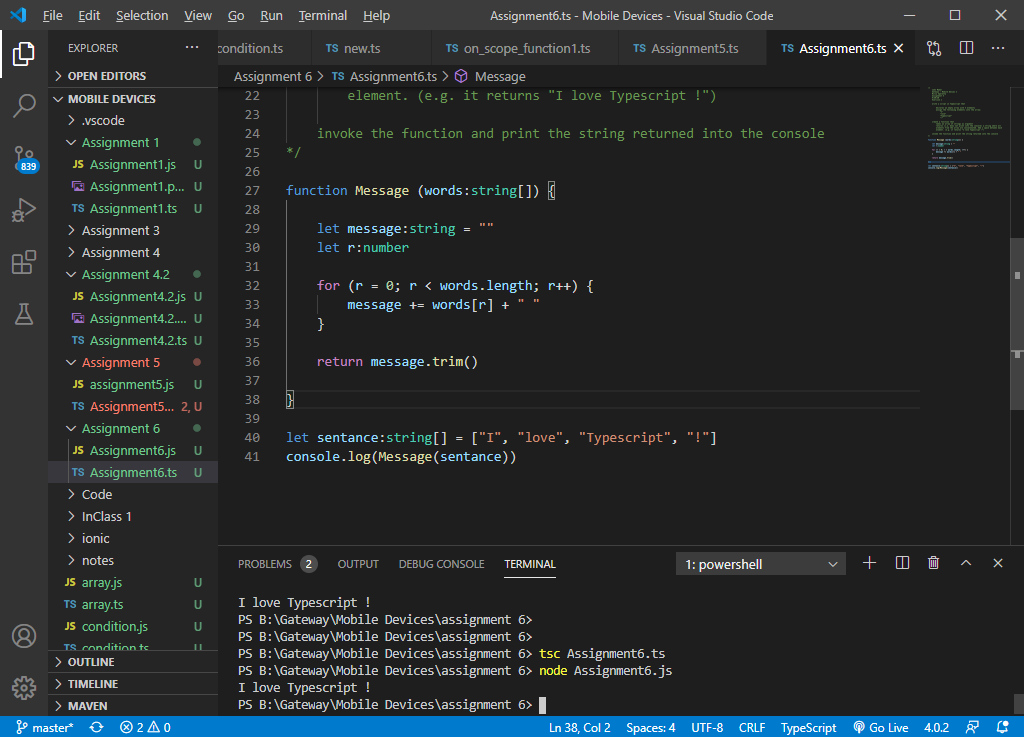 File Edit Selection View Go Run Terminal Help Assignment6.ts - Mobile Devices - Visual Studio Code
EXPLORER ···
condition.ts TS new.ts TS on_scope_function1.ts TS Assignment5.ts TS Assignment6.ts
Assignment 6 > TS Assignment6.ts > Message
OPEN EDITORS
MOBILE DEVICES
.vscode
Assignment 1
JS Assignment1.js U
Assignment1.p... U
TS Assignment1.ts U
Assignment 3
Assignment 4
Assignment 4.2
JS Assignment4.2.js U
Assignment4.2.... U
TS Assignment4.2.ts U
Assignment 5
JS assignment5.js U
TS Assignment5... 2, U
Assignment 6
JS Assignment6.js U
TS Assignment6.ts U
Code
InClass 1
ionic
notes
JS array.js U
TS array.ts U
JS condition.js U
TS condition.ts U
OUTLINE
TIMELINE
MAVEN
839
22 element. (e.g. it returns "I love Typescript !")
23
24 invoke the function and print the string returned into the console
25 */
26
27 function Message (words:string[]) {
28
29 let message:string = ""
30 let r:number
31
32 for (r = 0; r < words.length; r++) {
33 message += words[r] + " "
34 }
35
36 return message.trim()
37
38 }
39
40 let sentance:string[] = ["I", "love", "Typescript", "!"]
41 console.log(Message(sentance))
PROBLEMS 2 OUTPUT DEBUG CONSOLE TERMINAL 1: powershell
I love Typescript !
PS B:\Gateway\Mobile Devices\assignment 6>
PS B:\Gateway\Mobile Devices\assignment 6>
PS B:\Gateway\Mobile Devices\assignment 6> tsc Assignment6.ts
PS B:\Gateway\Mobile Devices\assignment 6> node Assignment6.js
I love Typescript !
PS B:\Gateway\Mobile Devices\assignment 6>
master* 2 0 Ln 38, Col 2 Spaces: 4 UTF-8 CRLF TypeScript Go Live 4.0.2